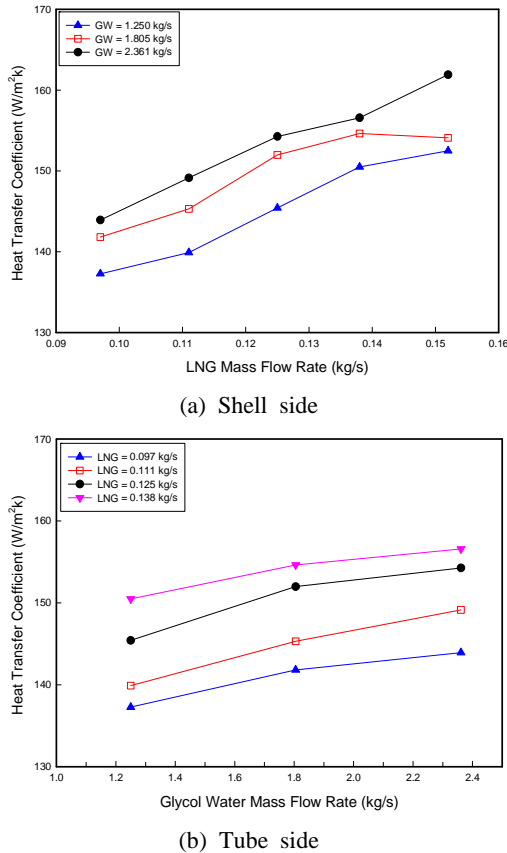 170
160
150
140
130
Heat Transfer Coefficient (W/m²k)
GW = 1.250 kg/s
GW = 1.805 kg/s
GW = 2.361 kg/s
0.09 0.10 0.11 0.12 0.13 0.14 0.15 0.16
LNG Mass Flow Rate (kg/s)
(a) Shell side
170
160
150
140
130
Heat Transfer Coefficient (W/m²k)
LNG = 0.097 kg/s
LNG = 0.111 kg/s
LNG = 0.125 kg/s
LNG = 0.138 kg/s
1.0 1.2 1.4 1.6 1.8 2.0 2.2 2.4
Glycol Water Mass Flow Rate (kg/s)
(b) Tube side